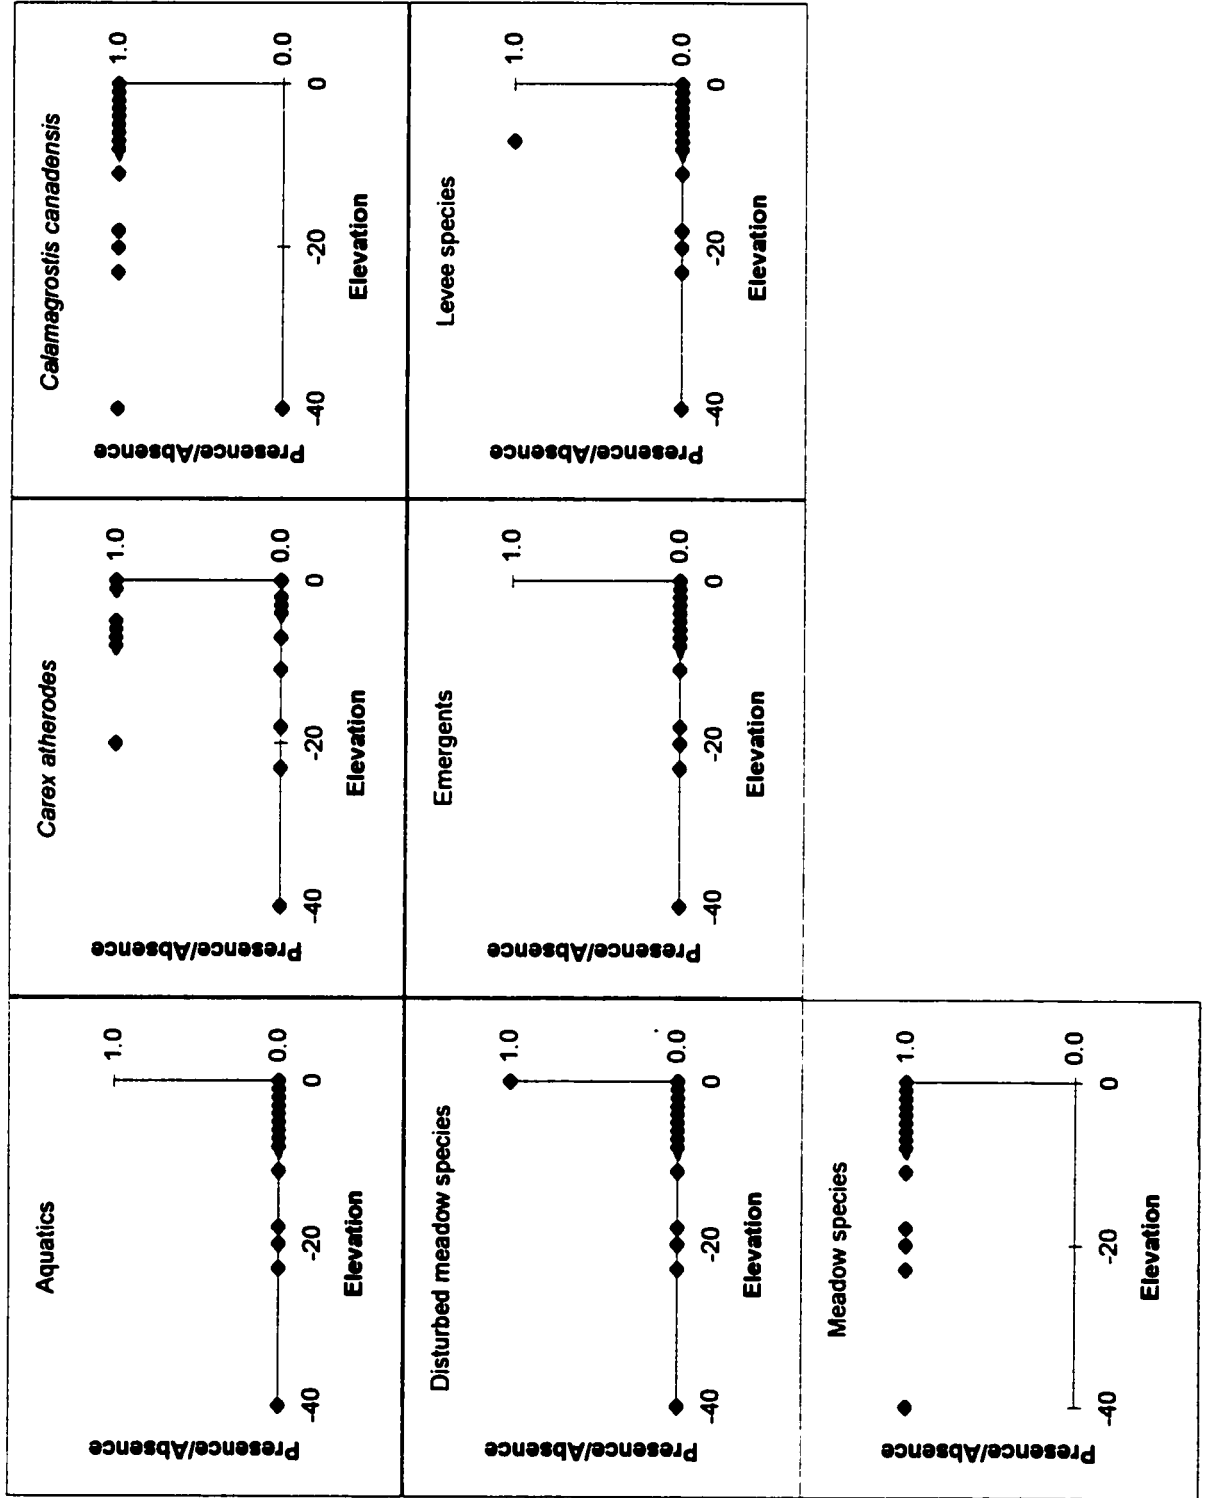 Aquatics
Presence/Absence
1.0
0.0
-40
-20
0
Elevation
Carex atherodes
Presence/Absence
1.0
0.0
-40
-20
0
Elevation
Calamagrostis canadensis
Presence/Absence
1.0
0.0
-40
-20
0
Elevation
Disturbed meadow species
Presence/Absence
1.0
0.0
-40
-20
0
Elevation
Emergents
Presence/Absence
1.0
0.0
-40
-20
0
Elevation
Levee species
Presence/Absence
1.0
0.0
-40
-20
0
Elevation
Meadow species
Presence/Absence
1.0
0.0
-40
-20
0
Elevation